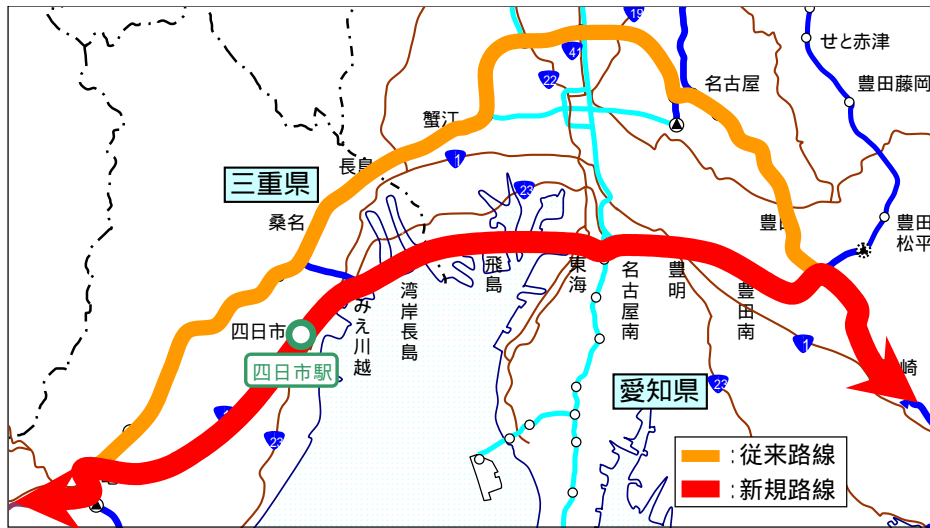 19
せと赤津
41
22
名古屋
豊田藤岡
蟹江
1
長島
三重県
23
桑名
豊田
豊田
松平
飛島
東海
名古屋南
豊明
豊田南
湾岸長島
みえ川越
四日市
1
四日市駅
崎
愛知県
23
23
:従来路線
:新規路線